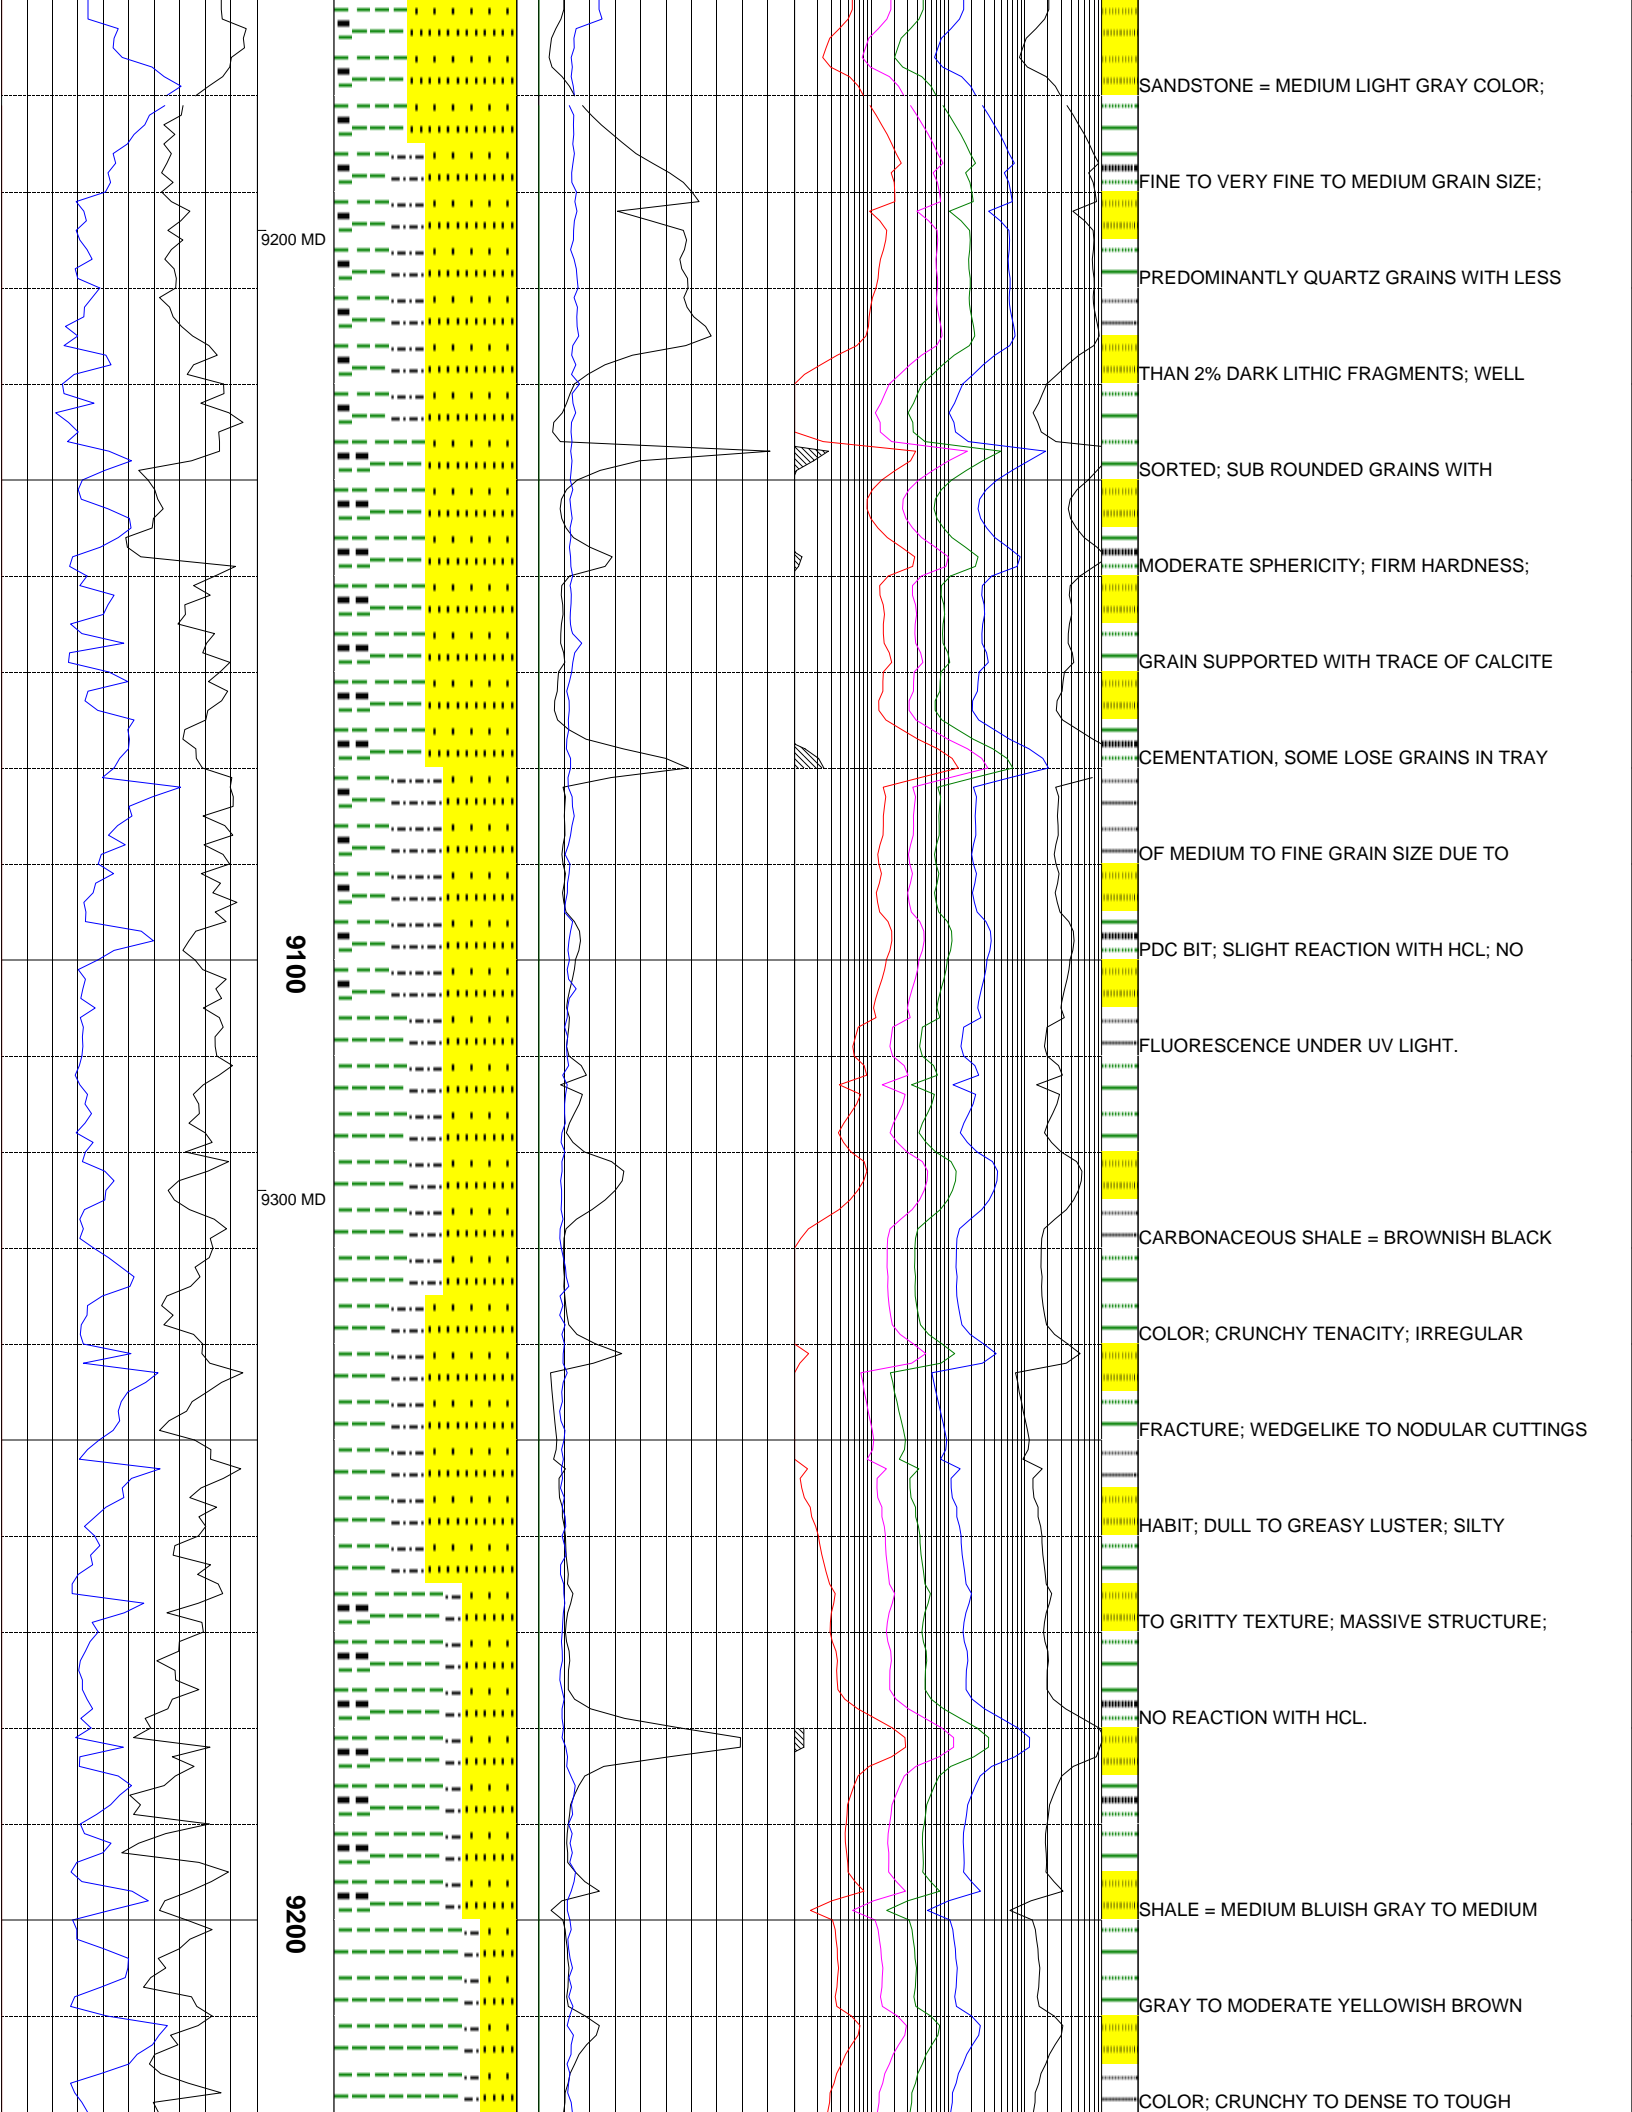 SANDSTONE = MEDIUM LIGHT GRAY COLOR;
FINE TO VERY FINE TO MEDIUM GRAIN SIZE;
9200 MD
PREDOMINANTLY QUARTZ GRAINS WITH LESS
THAN 2% DARK LITHIC FRAGMENTS; WELL
SORTED; SUB ROUNDED GRAINS WITH
MODERATE SPHERICITY; FIRM HARDNESS;
GRAIN SUPPORTED WITH TRACE OF CALCITE
CEMENTATION, SOME LOSE GRAINS IN TRAY
OF MEDIUM TO FINE GRAIN SIZE DUE TO
9100
PDC BIT; SLIGHT REACTION WITH HCL; NO
FLUORESCENCE UNDER UV LIGHT.
9300 MD
CARBONACEOUS SHALE = BROWNISH BLACK
COLOR; CRUNCHY TENACITY; IRREGULAR
FRACTURE; WEDGELIKE TO NODULAR CUTTINGS
HABIT; DULL TO GREASY LUSTER; SILTY
TO GRITTY TEXTURE; MASSIVE STRUCTURE;
NO REACTION WITH HCL.
9200
SHALE = MEDIUM BLUISH GRAY TO MEDIUM
GRAY TO MODERATE YELLOWISH BROWN
COLOR; CRUNCHY TO DENSE TO TOUGH